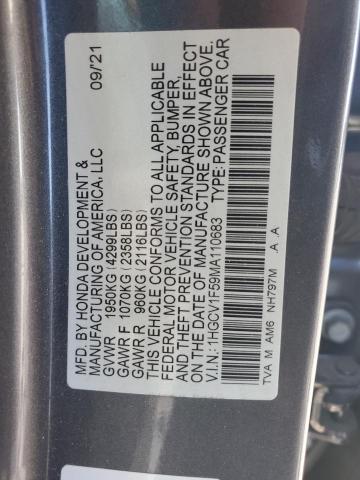 MFD. BY HONDA DEVELOPMENT & 09/'21
MANUFACTURING OF AMERICA, LLC
GVWR 1950KG (4299LBS)
GAWR F 1070KG (2358LBS)
GAWR R 960KG (2116LBS)
THIS VEHICLE CONFORMS TO ALL APPLICABLE
FEDERAL MOTOR VEHICLE SAFETY, BUMPER,
AND THEFT PREVENTION STANDARDS IN EFFECT
ON THE DATE OF MANUFACTURE SHOWN ABOVE.
V.I.N: 1HGCV1F59MA110683 TYPE: PASSENGER CAR
TVA M AM6 NH797M .A .A